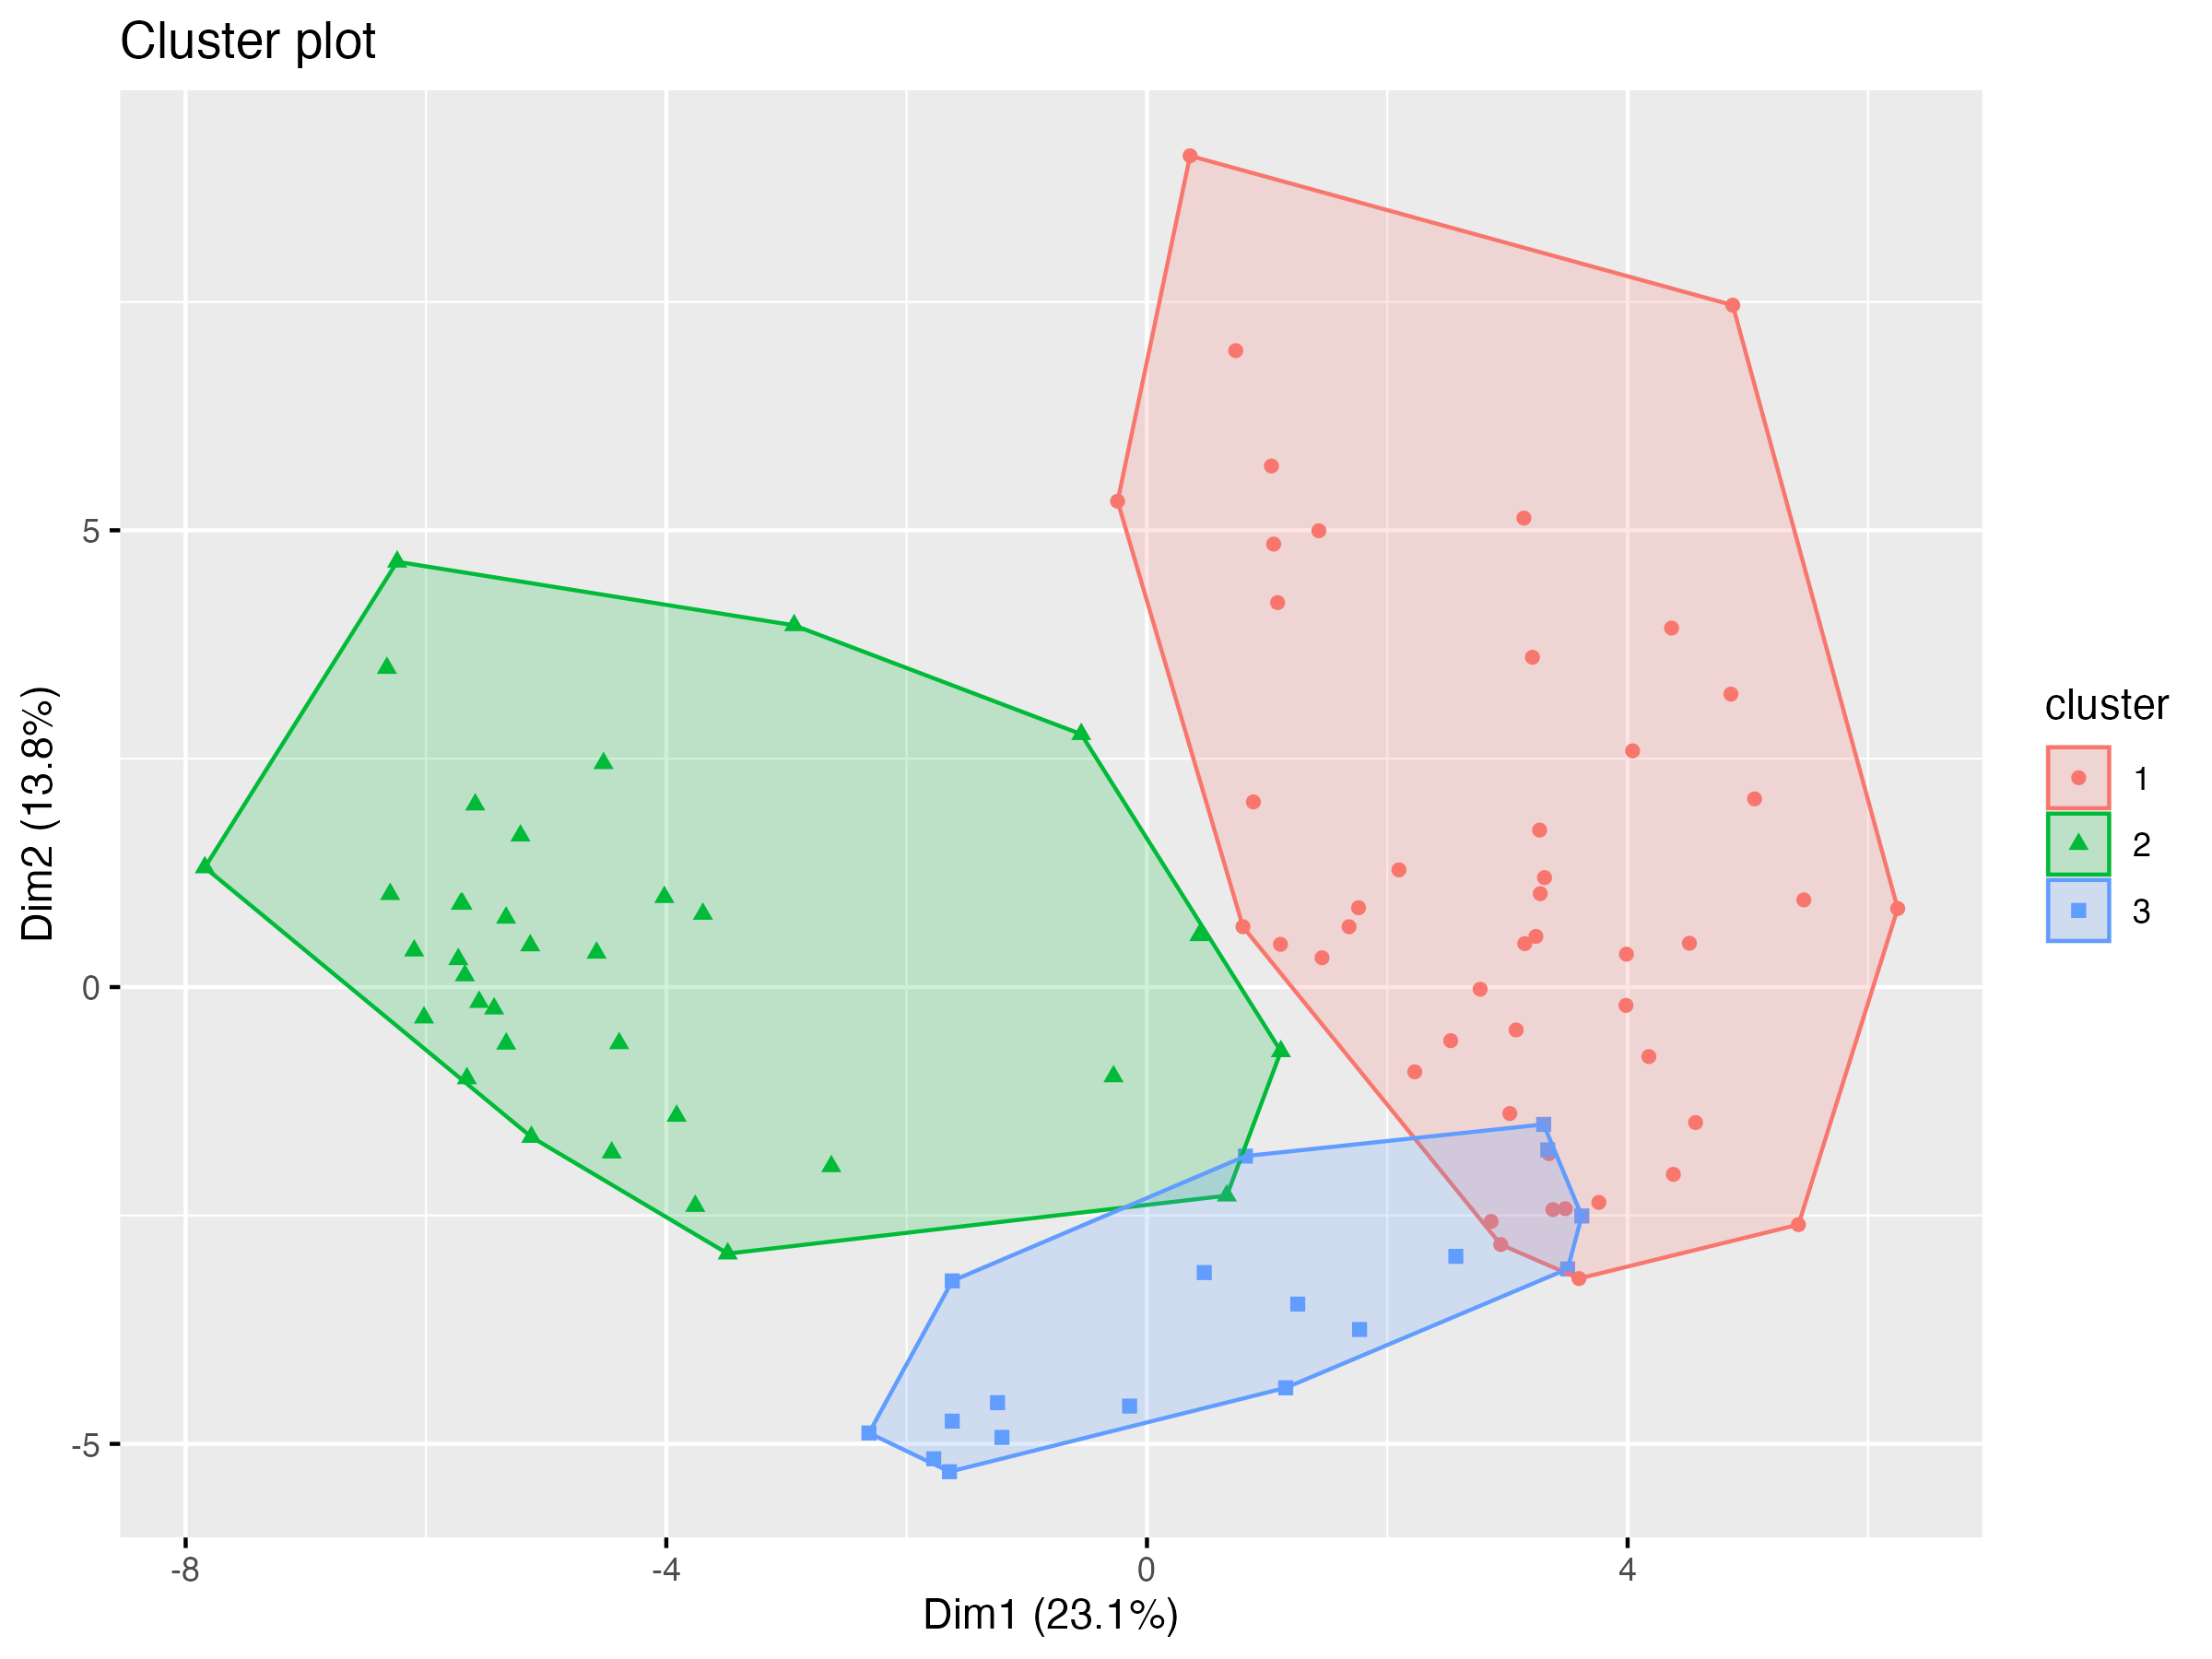 Cluster plot
5
0
-5
-8
-4
0
4
Dim1 (23.1%)
Dim2 (13.8%)
cluster
1
2
3